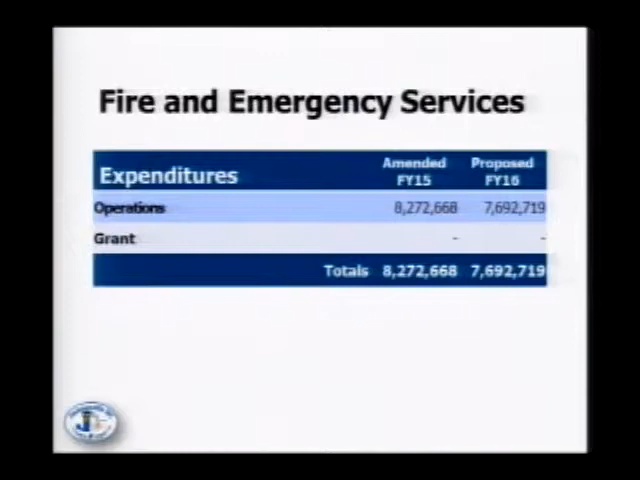 Fire and Emergency Services
Expenditures Amended FY15 Proposed FY16
Operations 8,272,668 7,692,719
Grant - -
Totals 8,272,668 7,692,719